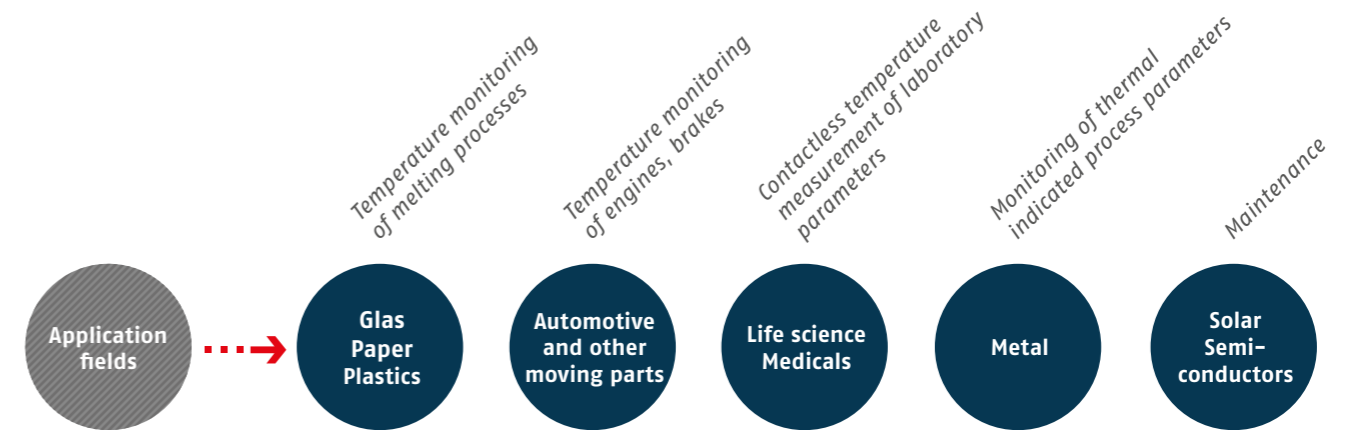 Temperature monitoring
of melting processes
Temperature monitoring
of engines, brakes
Contactless temperature
measurement of laboratory
parameters
Monitoring of thermal
indicated process parameters
Maintenance
Application
fields
Glas
Paper
Plastics
Automotive
and other
moving parts
Life science
Medicals
Metal
Solar
Semi-
conductors